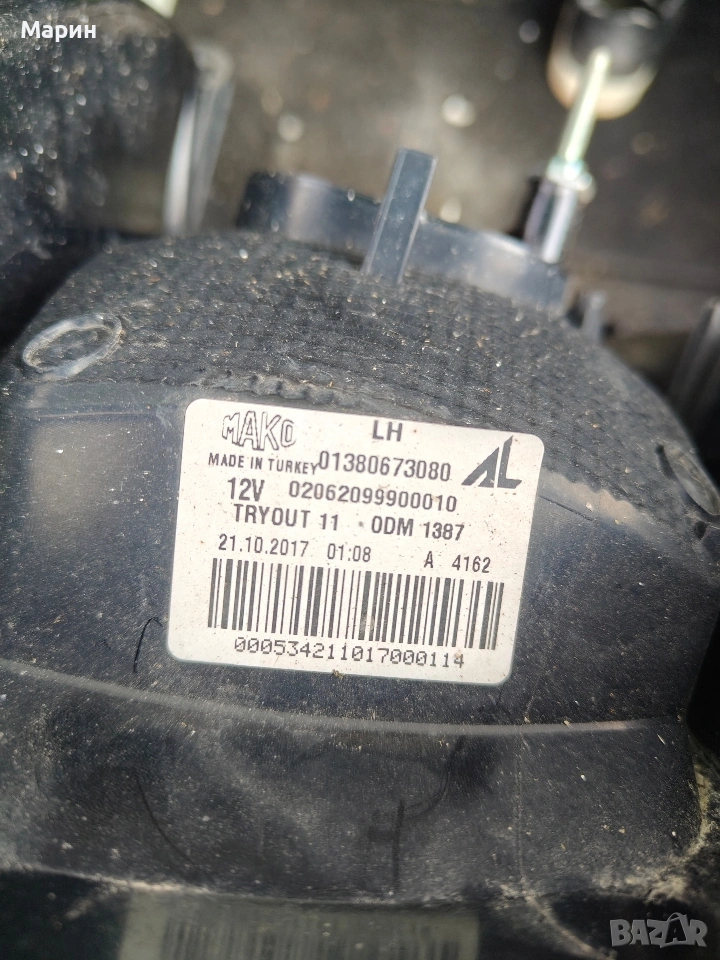 Марин
MAKO LH
MADE IN TURKEY 01380673080 AL
12V 02062099900010
TRYOUT 11 · ODM 1387
21.10.2017 01:08 A 4162
000534211017000114
BAZAR